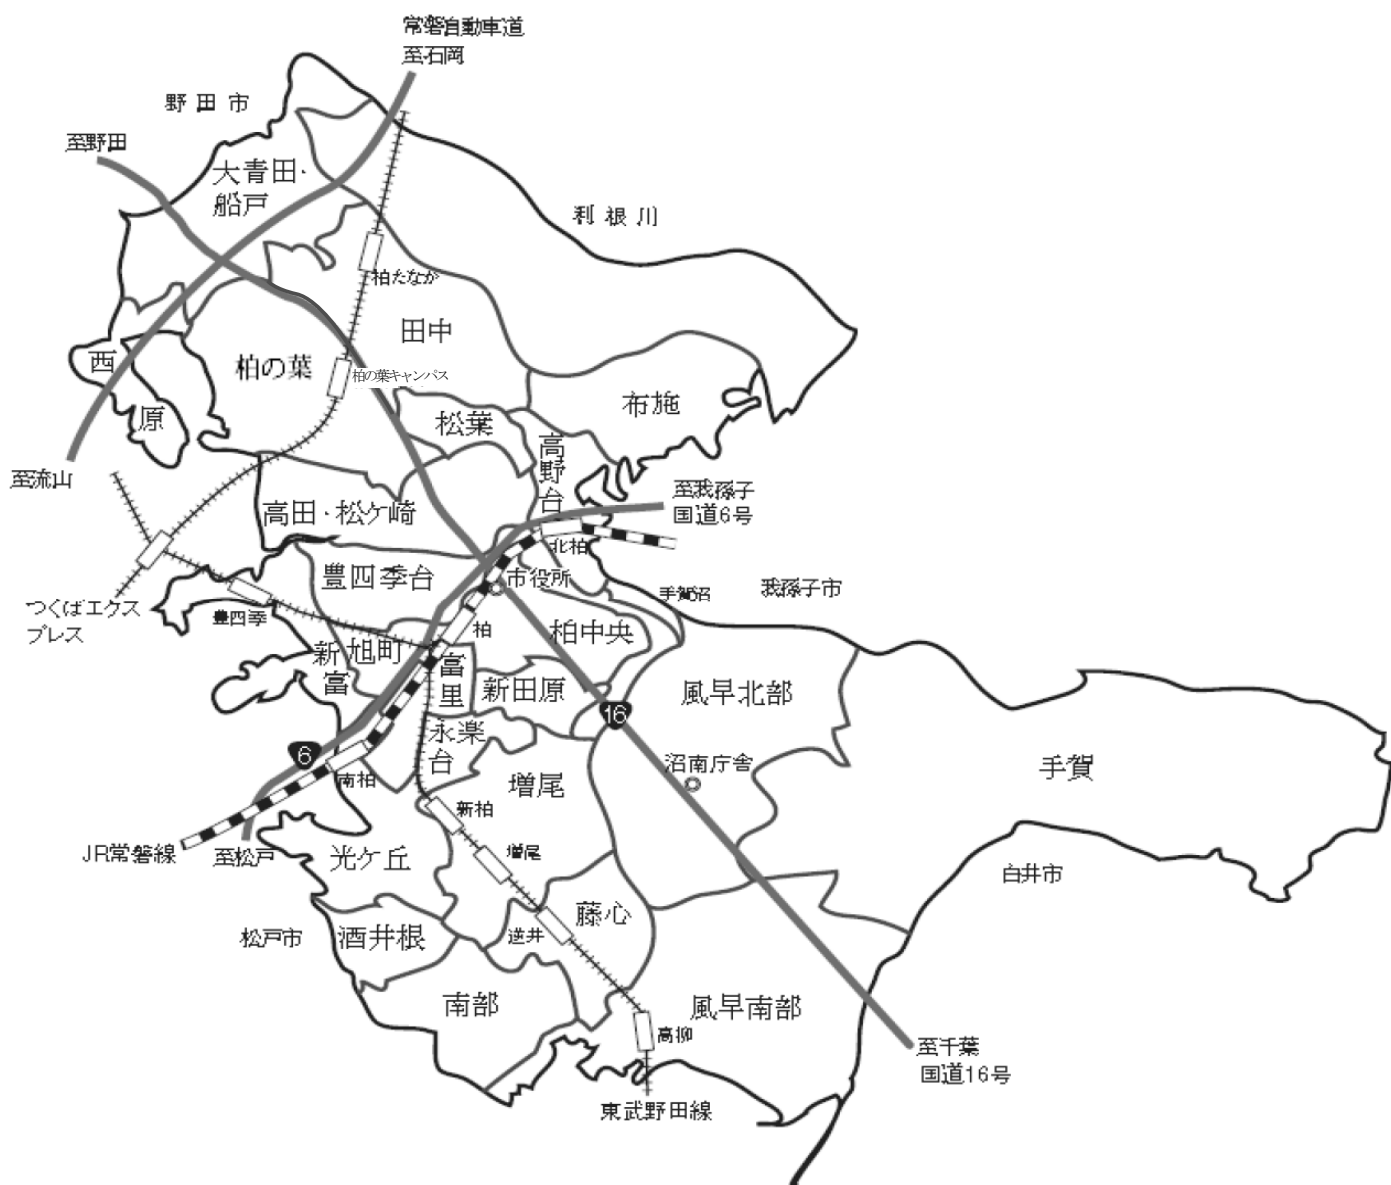 常磐自動車道
至石岡
野田市
至野田
大青田・
船戸
利根川
柏たなか
田中
西
原
柏の葉
柏の葉キャンパス
布施
松葉
高野台
至流山
至我孫子
国道6号
高田・松ケ崎
北柏
豊四季台
市役所
手賀沼
我孫子市
つくばエクス
プレス
豊四季
柏
柏中央
新富
旭町
富里
新田原
風早北部
16
永楽
台
6
沼南庁舎
手賀
南柏
増尾
新柏
JR常磐線
至松戸
光ケ丘
増尾
白井市
藤心
松戸市
酒井根
逆井
南部
風早南部
高柳
至千葉
国道16号
東武野田線